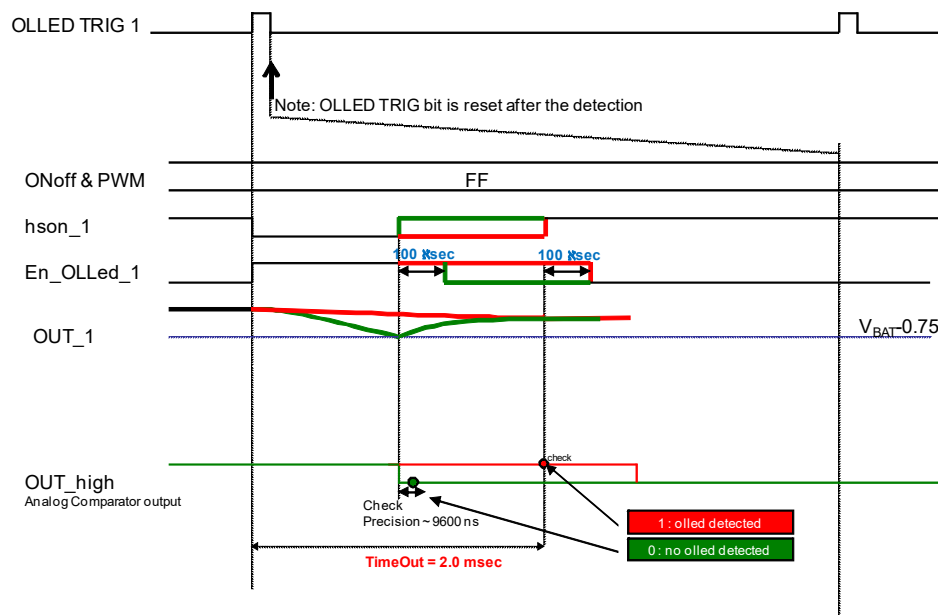 OLLED TRIG 1
Note: OLLED TRIG bit is reset after the detection
ONoff & PWM
FF
hson_1
100 sec
100 sec
En_OLLed_1
OUT_1
VBAT-0.75
check
OUT_high
Analog Comparator output
Check
Precision ~ 9600 ns
1 : olled detected
0 : no olled detected
TimeOut = 2.0 msec